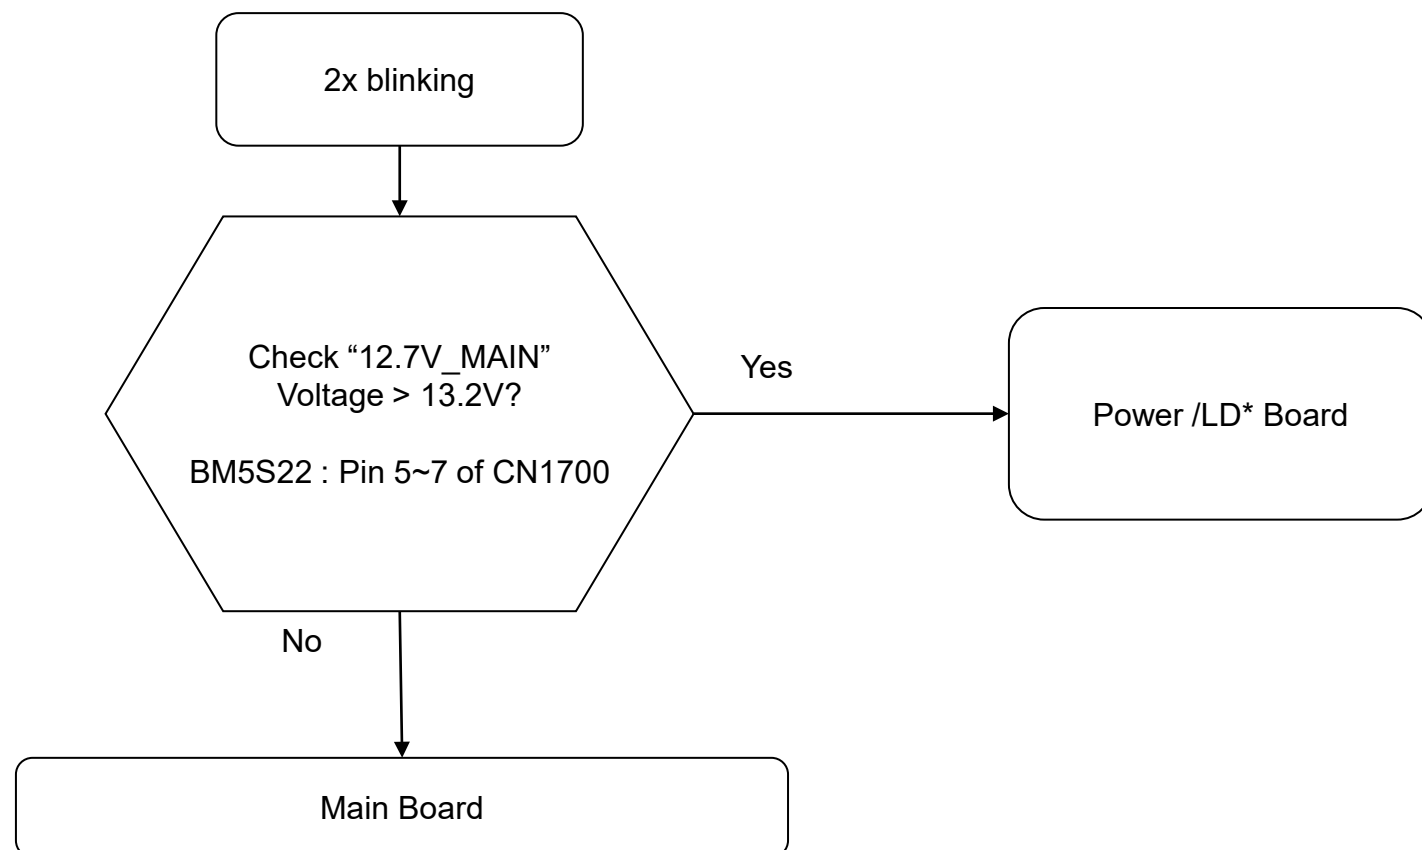 2x blinking
Check “12.7V_MAIN”
Voltage > 13.2V?
BM5S22 : Pin 5~7 of CN1700
Yes
Power /LD* Board
No
Main Board